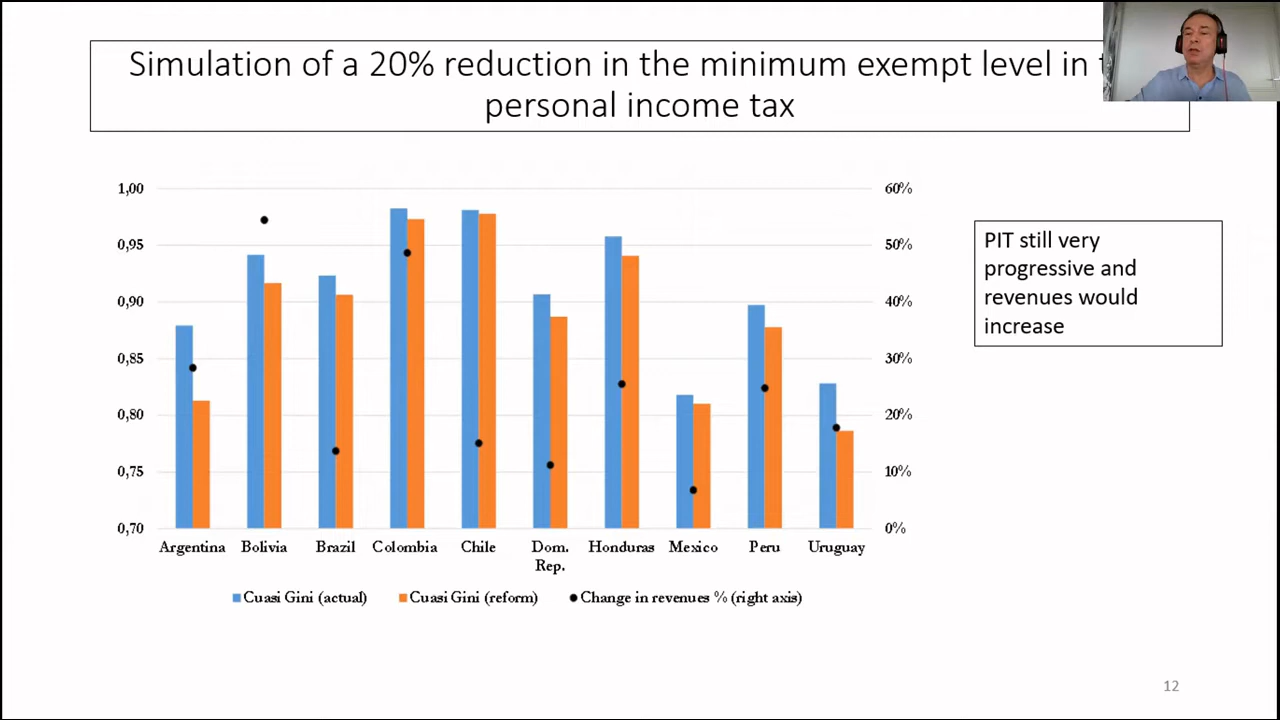 Simulation of a 20% reduction in the minimum exempt level in
personal income tax
1,00
0,95
0,90
0,85
0,80
0,75
0,70
60%
50%
40%
30%
20%
10%
0%
Argentina Bolivia Brazil Colombia Chile Dom. Honduras Mexico Peru Uruguay
Rep.
Cuasi Gini (actual) Cuasi Gini (reform) Change in revenues % (right axis)
PIT still very
progressive and
revenues would
increase
12